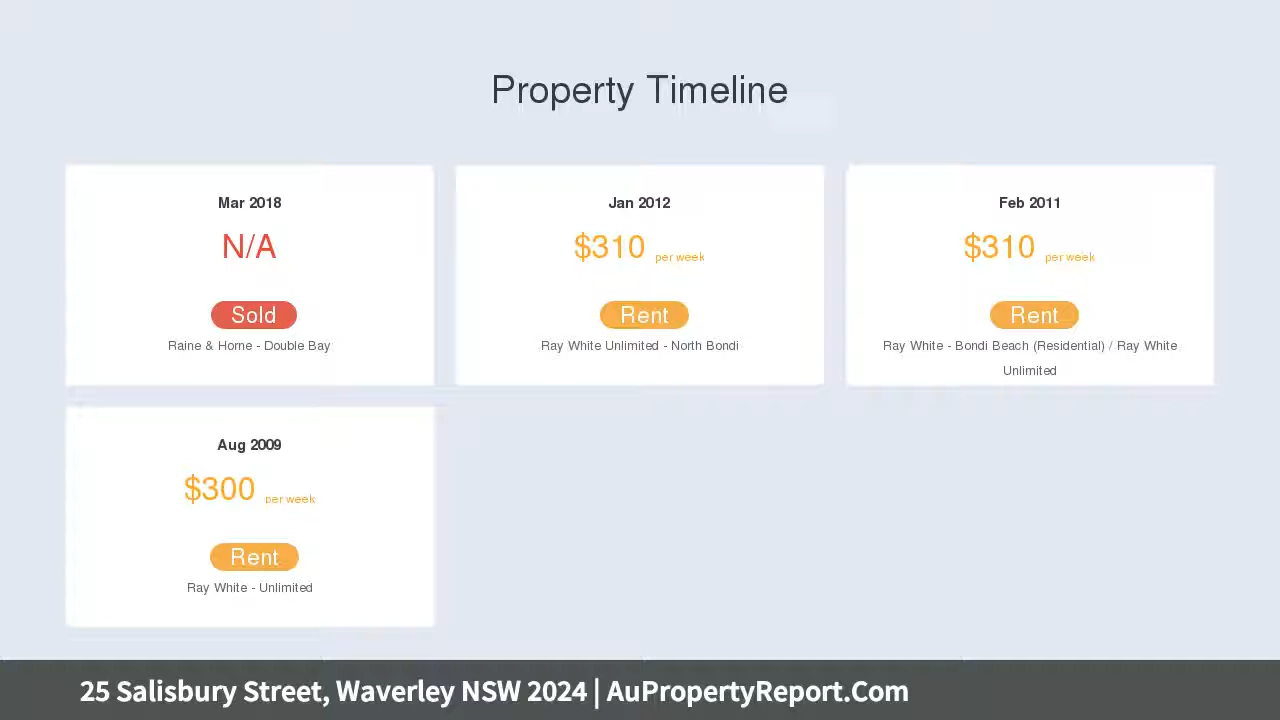 Property Timeline
Mar 2018
N/A
Sold
Raine & Horne - Double Bay
Jan 2012
$310 per week
Rent
Ray White Unlimited - North Bondi
Feb 2011
$310 per week
Rent
Ray White - Bondi Beach (Residential) / Ray White
Unlimited
Aug 2009
$300 per week
Rent
Ray White - Unlimited
25 Salisbury Street, Waverley NSW 2024 | AuPropertyReport.Com